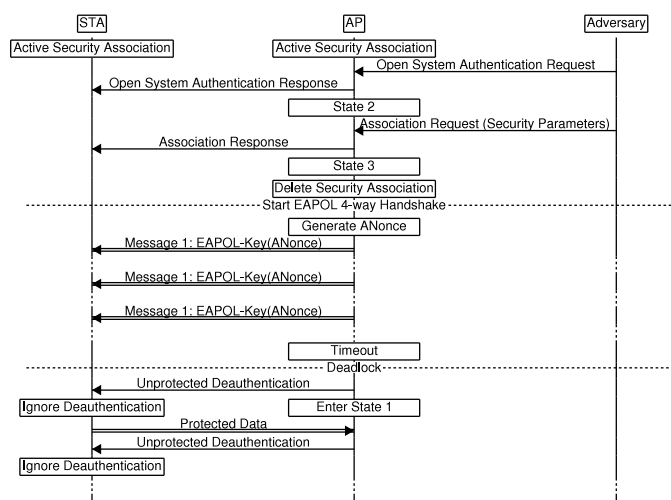 STA AP Adversary
Active Security Association Active Security Association
Open System Authentication Request
Open System Authentication Response
State 2
Association Request (Security Parameters)
Association Response
State 3
Delete Security Association
Start EAPOL 4-way Handshake
Generate ANonce
Message 1: EAPOL-Key(ANonce)
Message 1: EAPOL-Key(ANonce)
Message 1: EAPOL-Key(ANonce)
Timeout
Deadlock
Unprotected Deauthentication
Ignore Deauthentication Enter State 1
Protected Data
Unprotected Deauthentication
Ignore Deauthentication